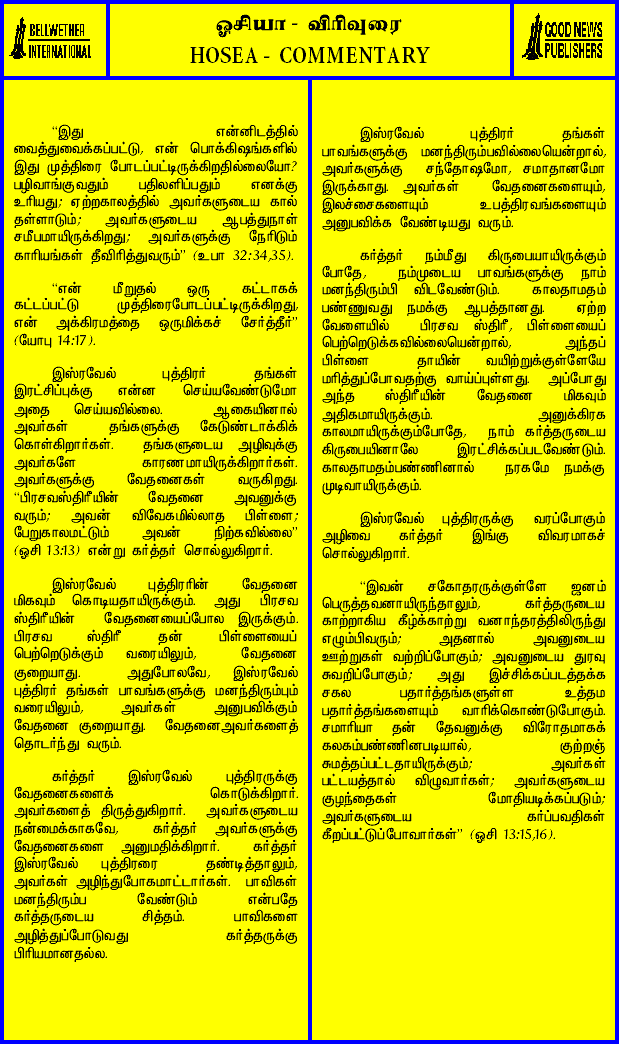 BELLWETHER
INTERNATIONAL
ஓசியா - விரிவுரை
HOSEA - COMMENTARY
GOOD NEWS
PUBLISHERS
“இது என்னிடத்தில்
வைத்துவைக்கப்பட்டு, என் பொக்கிஷங்களில்
இது முத்திரை போடப்பட்டிருக்கிறதில்லையோ?
பழிவாங்குவதும் பதிலளிப்பதும் எனக்கு
உரியது; ஏற்றகாலத்தில் அவர்களுடைய கால்
தள்ளாடும்; அவர்களுடைய ஆபத்துநாள்
சமீபமாயிருக்கிறது; அவர்களுக்கு நேரிடும்
காரியங்கள் தீவிரித்துவரும்” (உபா 32:34,35).
“என் மீறுதல் ஒரு கட்டாகக்
கட்டப்பட்டு முத்திரைபோடப்பட்டிருக்கிறது,
என் அக்கிரமத்தை ஒருமிக்கச் சேர்த்தீர்”
(யோபு 14:17).
இஸ்ரவேல் புத்திரர் தங்கள்
இரட்சிப்புக்கு என்ன செய்யவேண்டுமோ
அதை செய்யவில்லை. ஆகையினால்
அவர்கள் தங்களுக்கு கேடுண்டாக்கிக்
கொள்கிறார்கள். தங்களுடைய அழிவுக்கு
அவர்களே காரணமாயிருக்கிறார்கள்.
அவர்களுக்கு வேதனைகள் வருகிறது.
“பிரசவஸ்திரீயின் வேதனை அவனுக்கு
வரும்; அவன் விவேகமில்லாத பிள்ளை;
பேறுகாலமட்டும் அவன் நிற்கவில்லை”
(ஓசி 13:13) என்று கர்த்தர் சொல்லுகிறார்.
இஸ்ரவேல் புத்திரரின் வேதனை
மிகவும் கொடியதாயிருக்கும். அது பிரசவ
ஸ்திரீயின் வேதனையைப்போல இருக்கும்.
பிரசவ ஸ்திரீ தன் பிள்ளையைப்
பெற்றெடுக்கும் வரையிலும், வேதனை
குறையாது. அதுபோலவே, இஸ்ரவேல்
புத்திரர் தங்கள் பாவங்களுக்கு மனந்திரும்பும்
வரையிலும், அவர்கள் அனுபவிக்கும்
வேதனை குறையாது. வேதனைஅவர்களைத்
தொடர்ந்து வரும்.
கர்த்தர் இஸ்ரவேல் புத்திரருக்கு
வேதனைகளைக் கொடுக்கிறார்.
அவர்களைத் திருத்துகிறார். அவர்களுடைய
நன்மைக்காகவே, கர்த்தர் அவர்களுக்கு
வேதனைகளை அனுமதிக்கிறார். கர்த்தர்
இஸ்ரவேல் புத்திரரை தண்டித்தாலும்,
அவர்கள் அழிந்துபோகமாட்டார்கள். பாவிகள்
மனந்திரும்ப வேண்டும் என்பதே
கர்த்தருடைய சித்தம். பாவிகளை
அழித்துப்போடுவது கர்த்தருக்கு
பிரியமானதல்ல.
இஸ்ரவேல் புத்திரர் தங்கள்
பாவங்களுக்கு மனந்திரும்பவில்லையென்றால்,
அவர்களுக்கு சந்தோஷமோ, சமாதானமோ
இருக்காது. அவர்கள் வேதனைகளையும்,
இலச்சைகளையும் உபத்திரவங்களையும்
அனுபவிக்க வேண்டியது வரும்.
கர்த்தர் நம்மீது கிருபையாயிருக்கும்
போதே, நம்முடைய பாவங்களுக்கு நாம்
மனந்திரும்பி விடவேண்டும். காலதாமதம்
பண்ணுவது நமக்கு ஆபத்தானது. ஏற்ற
வேளையில் பிரசவ ஸ்திரீ, பிள்ளையைப்
பெற்றெடுக்கவில்லையென்றால், அந்தப்
பிள்ளை தாயின் வயிற்றுக்குள்ளேயே
மரித்துப்போவதற்கு வாய்ப்புள்ளது. அப்போது
அந்த ஸ்திரீயின் வேதனை மிகவும்
அதிகமாயிருக்கும். அனுக்கிரக
காலமாயிருக்கும்போதே, நாம் கர்த்தருடைய
கிருபையினாலே இரட்சிக்கப்படவேண்டும்.
காலதாமதம்பண்ணினால் நரகமே நமக்கு
முடிவாயிருக்கும்.
இஸ்ரவேல் புத்திரருக்கு வரப்போகும்
அழிவை கர்த்தர் இங்கு விவரமாகச்
சொல்லுகிறார்.
“இவன் சகோதரருக்குள்ளே ஜனம்
பெருத்தவனாயிருந்தாலும், கர்த்தருடைய
காற்றாகிய கீழ்க்காற்று வனாந்தரத்திலிருந்து
எழும்பிவரும்; அதனால் அவனுடைய
ஊற்றுகள் வற்றிப்போகும்; அவனுடைய துரவு
சுவறிப்போகும்; அது இச்சிக்கப்படத்தக்க
சகல பதார்த்தங்களுள்ள உத்தம
பதார்த்தங்களையும் வாரிக்கொண்டுபோகும்.
சமாரியா தன் தேவனுக்கு விரோதமாகக்
கலகம்பண்ணினபடியால், குற்றஞ்
சுமத்தப்பட்டதாயிருக்கும்; அவர்கள்
பட்டயத்தால் விழுவார்கள்; அவர்களுடைய
குழந்தைகள் மோதியடிக்கப்படும்;
அவர்களுடைய கர்ப்பவதிகள்
கீறப்பட்டுப்போவார்கள்” (ஓசி 13:15,16).